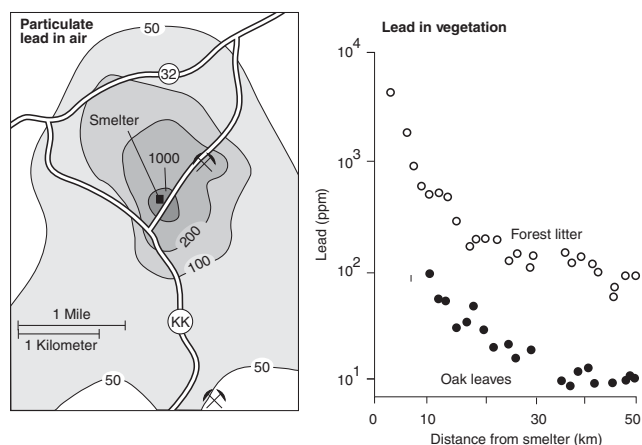 Particulate
lead in air
50
32
Smelter
1000
200
100
1 Mile
1 Kilometer
KK
50
50
Lead in vegetation
10^4
10^3
10^2
10^1
Lead (ppm)
Forest litter
Oak leaves
0
10
20
30
40
50
Distance from smelter (km)